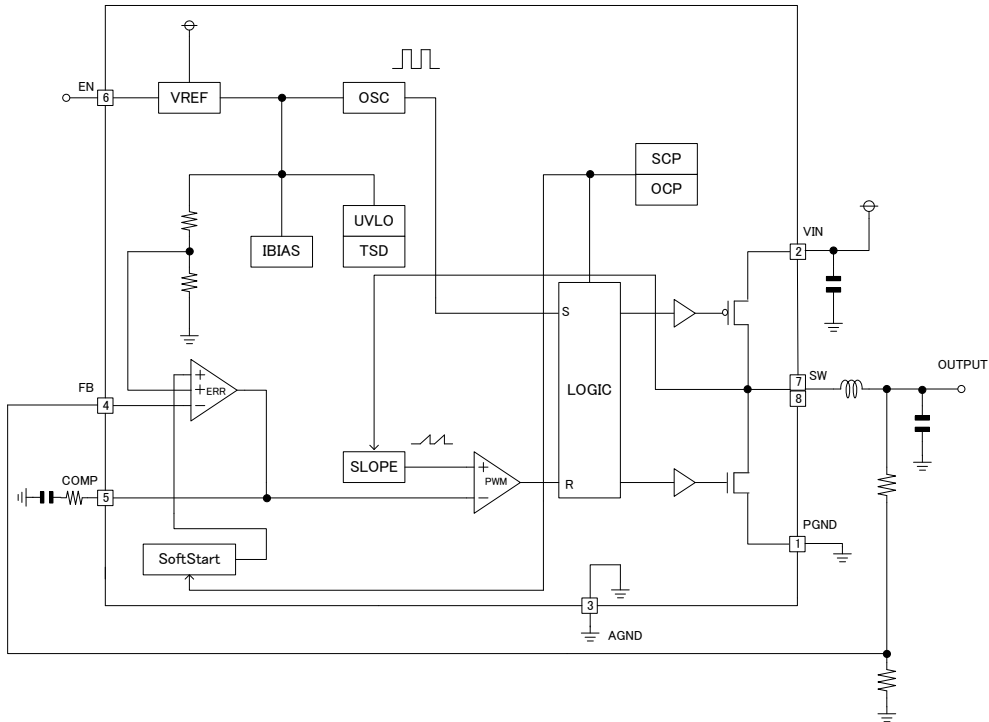 EN
6
VREF
OSC
SCP
OCP
UVLO
TSD
IBIAS
VIN
2
S
LOGIC
R
FB
4
+
+
−
ERR
SW
7
8
OUTPUT
COMP
5
SLOPE
+
−
PWM
SoftStart
PGND
1
3
AGND